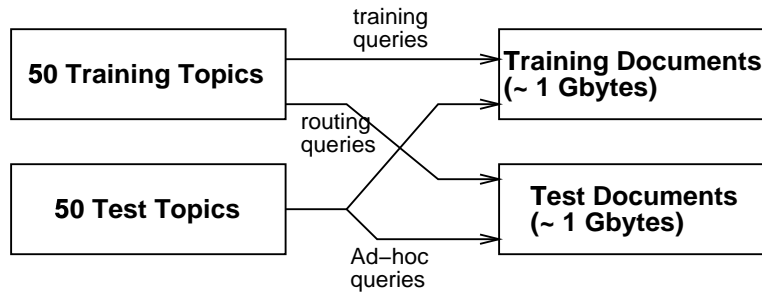 training
queries
50 Training Topics
Training Documents
(~ 1 Gbytes)
routing
queries
50 Test Topics
Test Documents
(~ 1 Gbytes)
Ad−hoc
queries